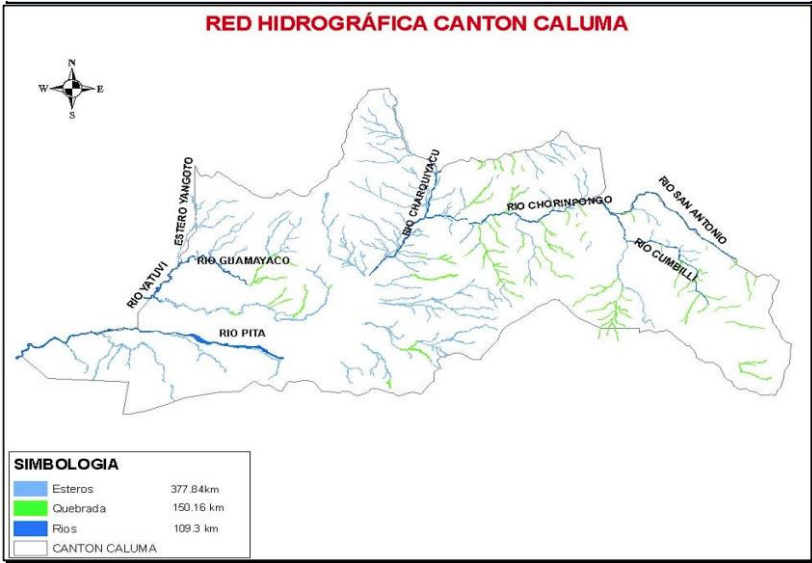 RED HIDROGRÁFICA CANTON CALUMA
N
W E
S
ESTERO YANGOTO
RIO CHARQUIYACU
RIO CHORINPONGO
RIO SAN ANTONIO
RIO CUMBILLI
RIO GUAMAYACO
RIO YATUVI
RIO PITA
SIMBOLOGIA
Esteros 377.84km
Quebrada 150.16 km
Rios 109.3 km
CANTON CALUMA